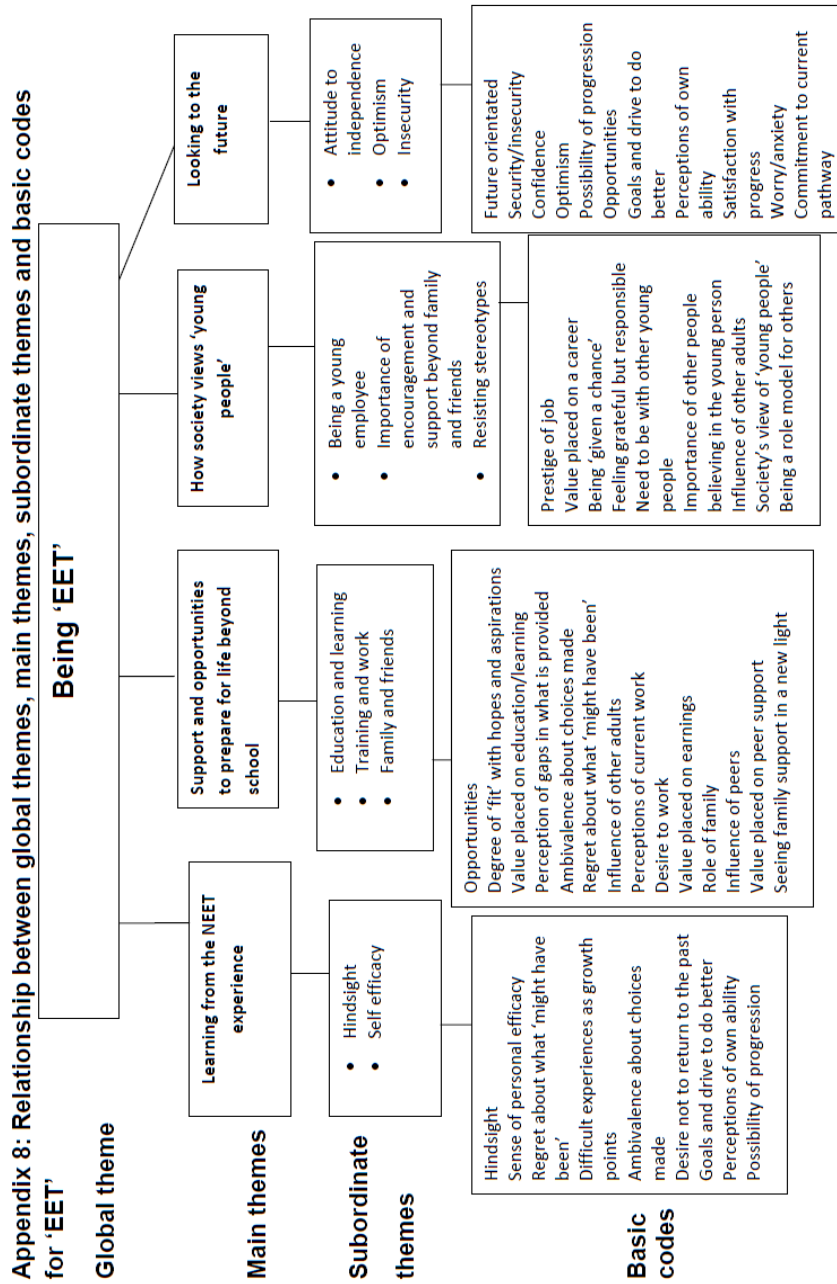 Appendix 8: Relationship between global themes, main themes, subordinate themes and basic codes
for 'EET'
Global theme
Being 'EET'
Main themes
Learning from the NEET
experience
Support and opportunities
to prepare for life beyond
school
How society views 'young
people'
Looking to the
future
Subordinate
themes
• Hindsight
• Self efficacy
• Education and learning
• Training and work
• Family and friends
• Being a young
employee
• Importance of
encouragement and
support beyond family
and friends
• Resisting stereotypes
• Attitude to
independence
• Optimism
• Insecurity
Basic
codes
Hindsight
Sense of personal efficacy
Regret about what 'might have
been'
Difficult experiences as growth
points
Ambivalence about choices
made
Desire not to return to the past
Goals and drive to do better
Perceptions of own ability
Possibility of progression
Opportunities
Degree of 'fit' with hopes and aspirations
Value placed on education/learning
Perception of gaps in what is provided
Ambivalence about choices made
Regret about what 'might have been'
Influence of other adults
Perceptions of current work
Desire to work
Value placed on earnings
Role of family
Influence of peers
Value placed on peer support
Seeing family support in a new light
Prestige of job
Value placed on a career
Being 'given a chance'
Feeling grateful but responsible
Need to be with other young
people
Importance of other people
believing in the young person
Influence of other adults
Society's view of 'young people'
Being a role model for others
Future orientated
Security/insecurity
Confidence
Optimism
Possibility of progression
Opportunities
Goals and drive to do
better
Perceptions of own
ability
Satisfaction with
progress
Worry/anxiety
Commitment to current
pathway